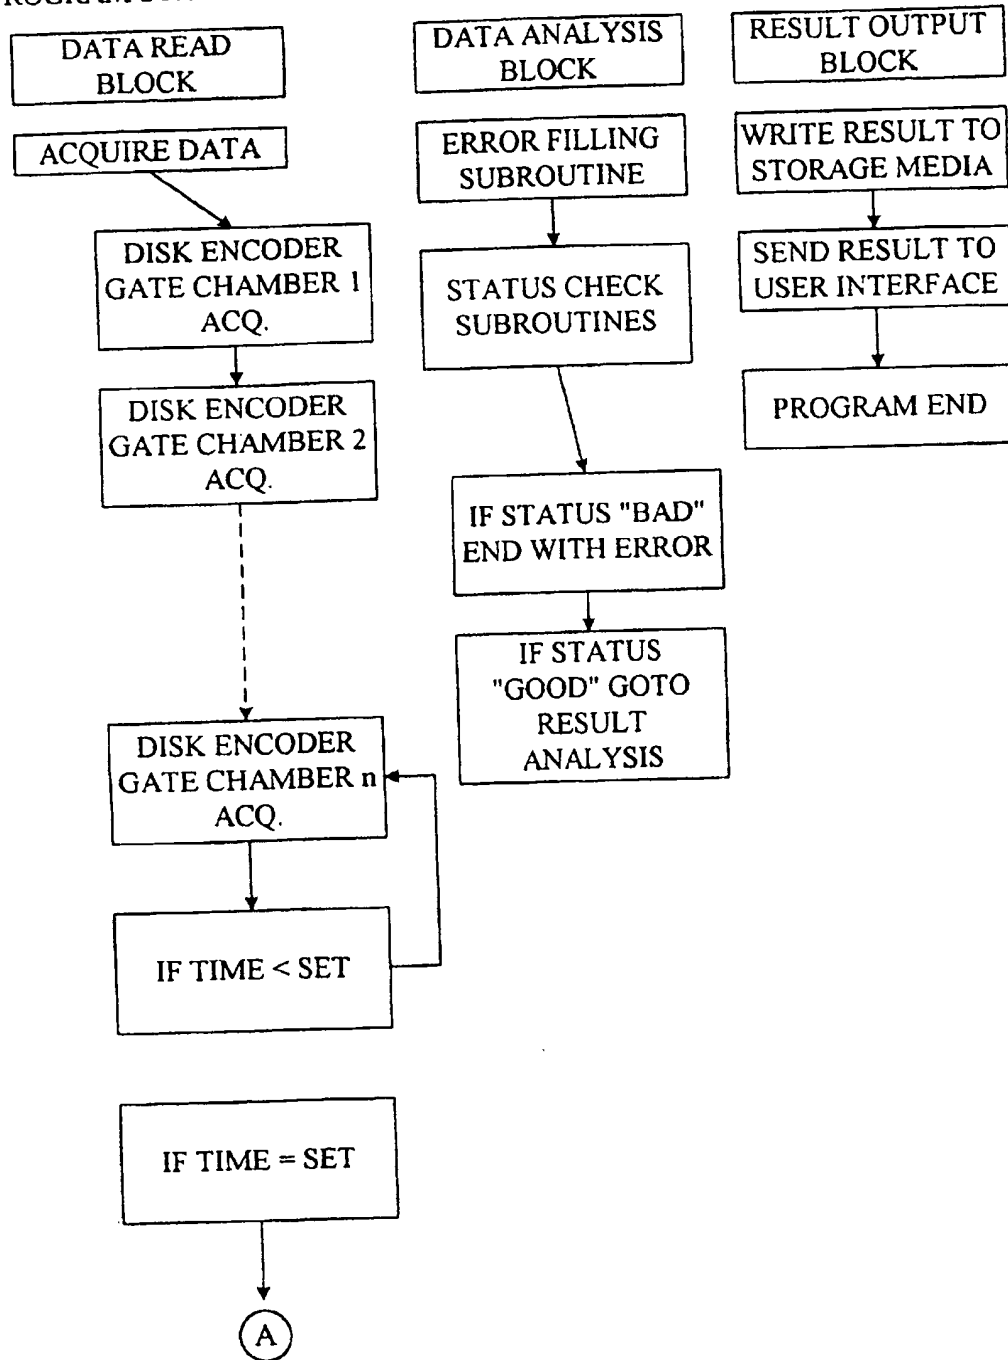 DATA READ
BLOCK
ACQUIRE DATA
DISK ENCODER
GATE CHAMBER 1
ACQ.
DISK ENCODER
GATE CHAMBER 2
ACQ.
DISK ENCODER
GATE CHAMBER n
ACQ.
IF TIME < SET
IF TIME = SET
A
DATA ANALYSIS
BLOCK
ERROR FILLING
SUBROUTINE
STATUS CHECK
SUBROUTINES
IF STATUS "BAD"
END WITH ERROR
IF STATUS
"GOOD" GOTO
RESULT
ANALYSIS
RESULT OUTPUT
BLOCK
WRITE RESULT TO
STORAGE MEDIA
SEND RESULT TO
USER INTERFACE
PROGRAM END